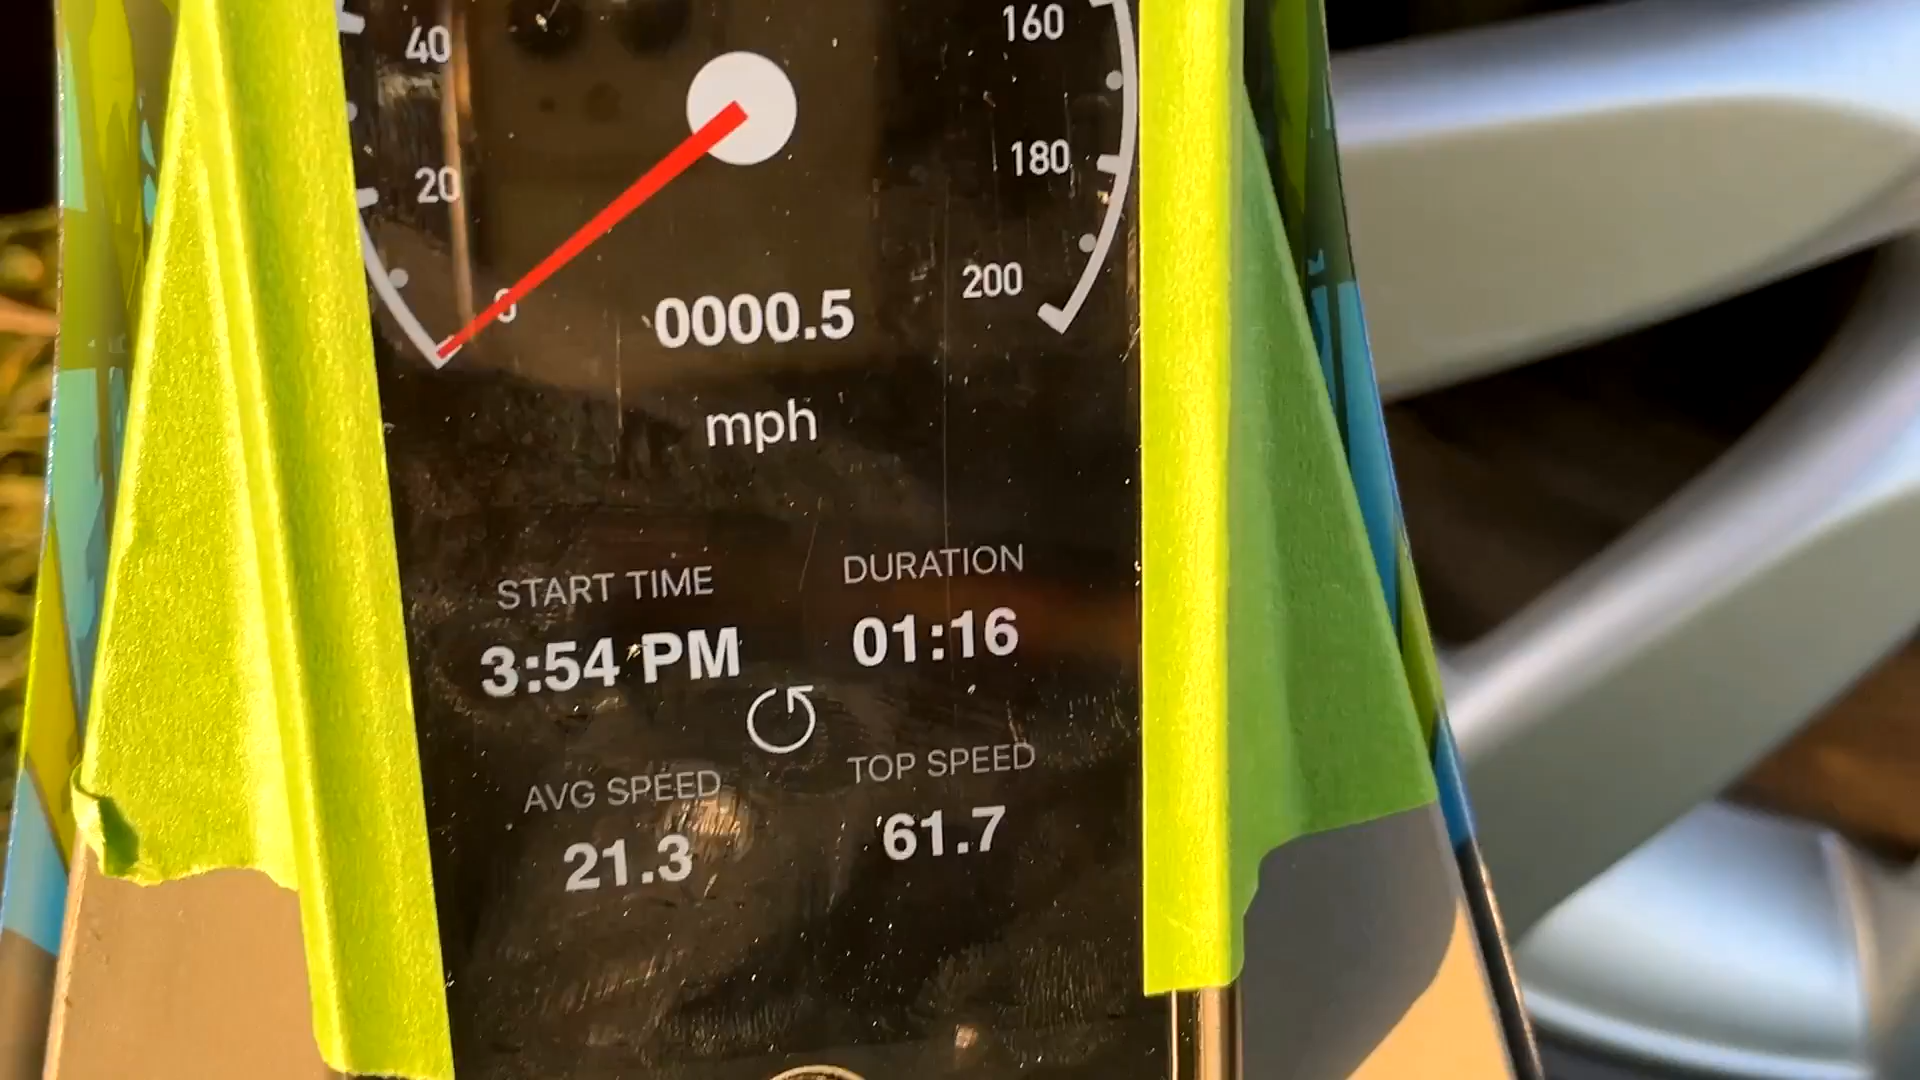 160
40
180
20
200
0
0000.5
mph
START TIME
DURATION
3:54 PM
01:16
AVG SPEED
TOP SPEED
21.3
61.7